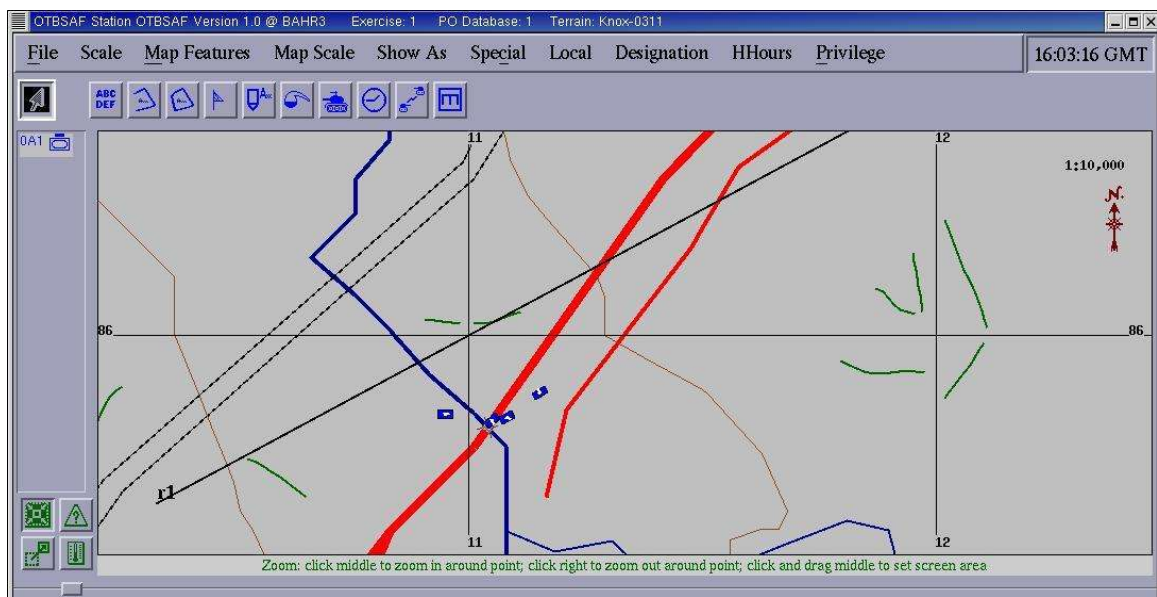 OTBSAF Station OTBSAF Version 1.0 @ BAHR3 Exercise: 1 PO Database: 1 Terrain: Knox-0311
File Scale Map Features Map Scale Show As Special Local Designation HHours Privilege 16:03:16 GMT
ABC
DEF
0A1
11 12
1:10,000
N.
86 86
r1
11 12
Zoom: click middle to zoom in around point; click right to zoom out around point; click and drag middle to set screen area